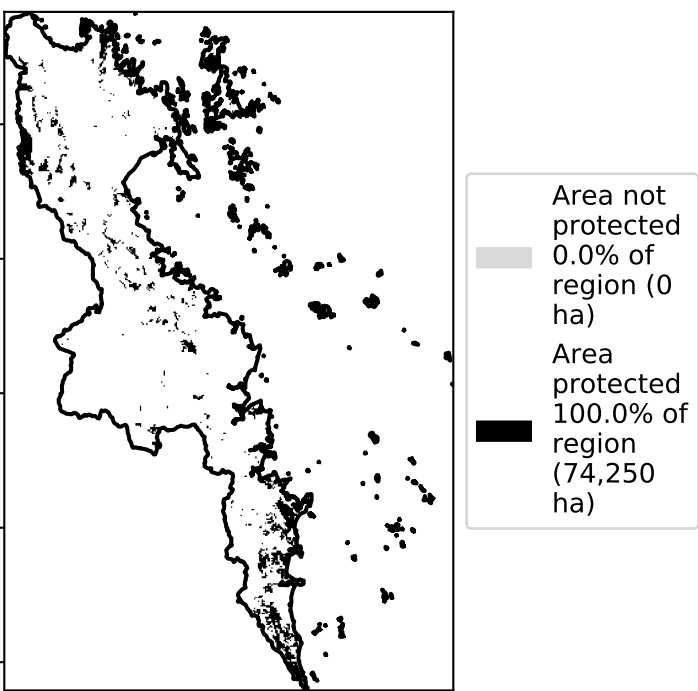 Area not
protected
0.0% of
region (0
ha)
Area
protected
100.0% of
region
(74,250
ha)